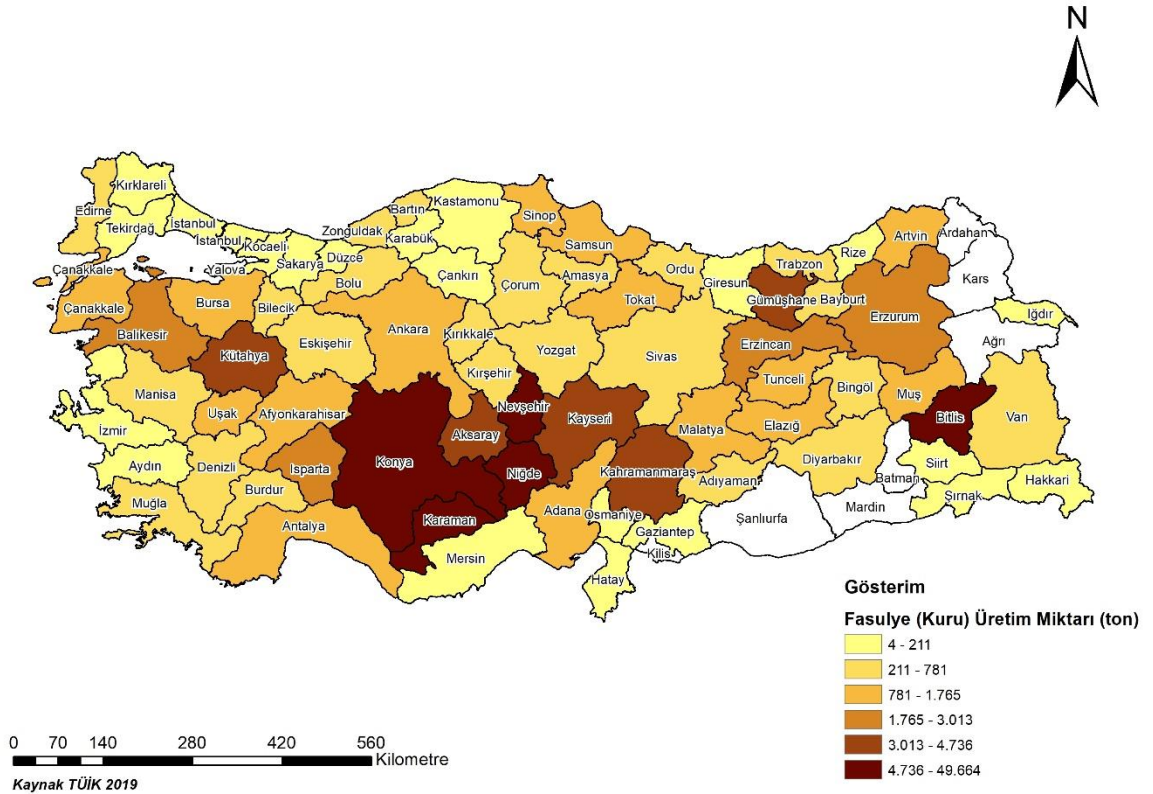 N
Kırklareli
Edirne
Tekirdağ
İstanbul
İstanbul
Kocaeli
Yalova
Sakarya
Düzce
Bolu
Zonguldak
Bartın
Karabük
Kastamonu
Sinop
Samsun
Çankırı
Çorum
Amasya
Ordu
Tokat
Giresun
Trabzon
Rize
Artvin
Ardahan
Kars
Gümüşhane
Bayburt
Erzurum
Iğdır
Ağrı
Çanakkale
Çanakkale
Balıkesir
Bursa
Bilecik
Kütahya
Eskişehir
Ankara
Kırıkkale
Kırşehir
Yozgat
Sivas
Erzincan
Tunceli
Bingöl
Muş
Bitlis
Van
Manisa
Uşak
Afyonkarahisar
İzmir
Aydın
Denizli
Isparta
Burdur
Muğla
Antalya
Konya
Aksaray
Nevşehir
Niğde
Kayseri
Karaman
Mersin
Adana
Kahramanmaraş
Osmaniye
Malatya
Elazığ
Adıyaman
Diyarbakır
Batman
Siirt
Şırnak
Hakkari
Mardin
Şanlıurfa
Gaziantep
Kilis
Hatay
Gösterim
Fasulye (Kuru) Üretim Miktarı (ton)
4 - 211
211 - 781
781 - 1.765
1.765 - 3.013
3.013 - 4.736
4.736 - 49.664
0 70 140 280 420 560
Kilometre
Kaynak TÜİK 2019